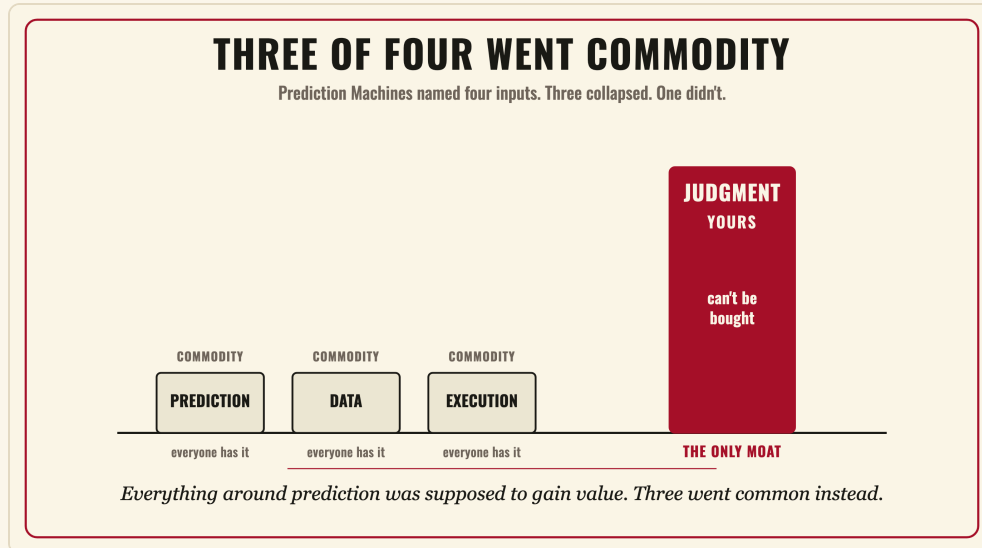 THREE OF FOUR WENT COMMODITY
Prediction Machines named four inputs. Three collapsed. One didn't.
JUDGMENT
YOURS
can't be
bought
COMMODITY
COMMODITY
COMMODITY
PREDICTION
DATA
EXECUTION
everyone has it
everyone has it
everyone has it
THE ONLY MOAT
Everything around prediction was supposed to gain value. Three went common instead.